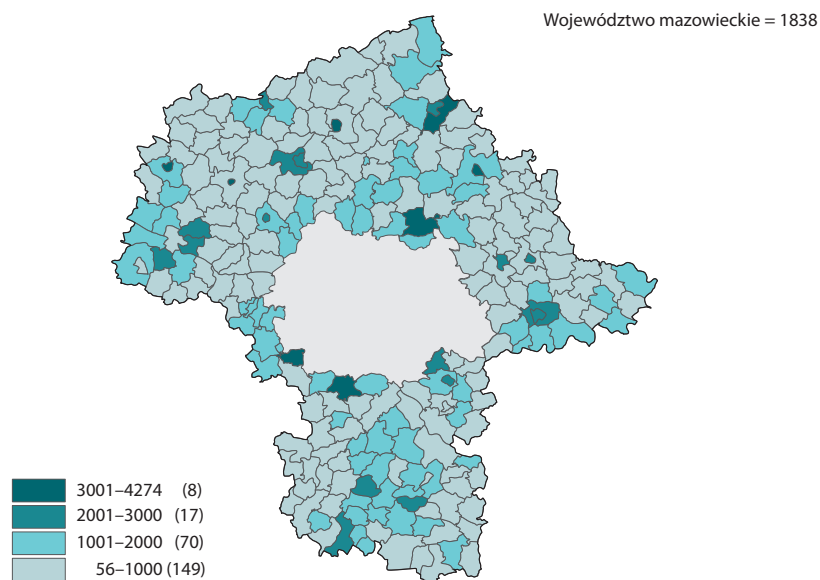 Województwo mazowieckie = 1838
3001–4274 (8)
2001–3000 (17)
1001–2000 (70)
56–1000 (149)